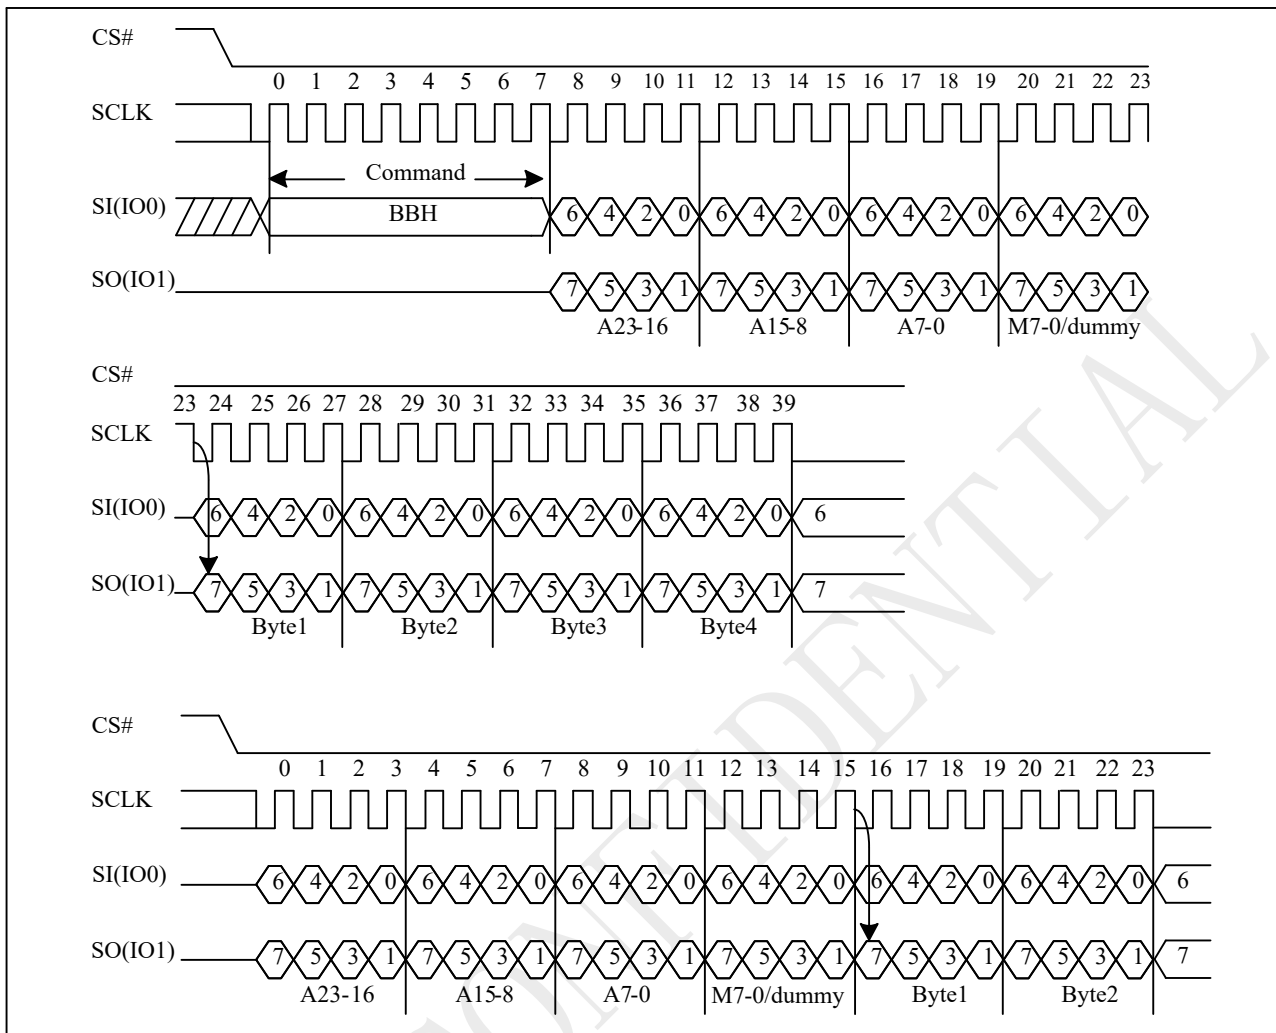 CS#
0 1 2 3 4 5 6 7 8 9 10 11 12 13 14 15 16 17 18 19 20 21 22 23
SCLK
Command
SI(IO0) BBH 6 4 2 0 6 4 2 0 6 4 2 0 6 4 2 0
SO(IO1) 7 5 3 1 7 5 3 1 7 5 3 1 7 5 3 1
A23-16 A15-8 A7-0 M7-0/dummy
CS#
23 24 25 26 27 28 29 30 31 32 33 34 35 36 37 38 39
SCLK
SI(IO0) 6 4 2 0 6 4 2 0 6 4 2 0 6 4 2 0 6
SO(IO1) 7 5 3 1 7 5 3 1 7 5 3 1 7 5 3 1 7
Byte1 Byte2 Byte3 Byte4
CS#
0 1 2 3 4 5 6 7 8 9 10 11 12 13 14 15 16 17 18 19 20 21 22 23
SCLK
SI(IO0) 6 4 2 0 6 4 2 0 6 4 2 0 6 4 2 0 6 4 2 0 6 4 2 0 6
SO(IO1) 7 5 3 1 7 5 3 1 7 5 3 1 7 5 3 1 7 5 3 1 7 5 3 1 7
A23-16 A15-8 A7-0 M7-0/dummy Byte1 Byte2
CONFIDENTIAL